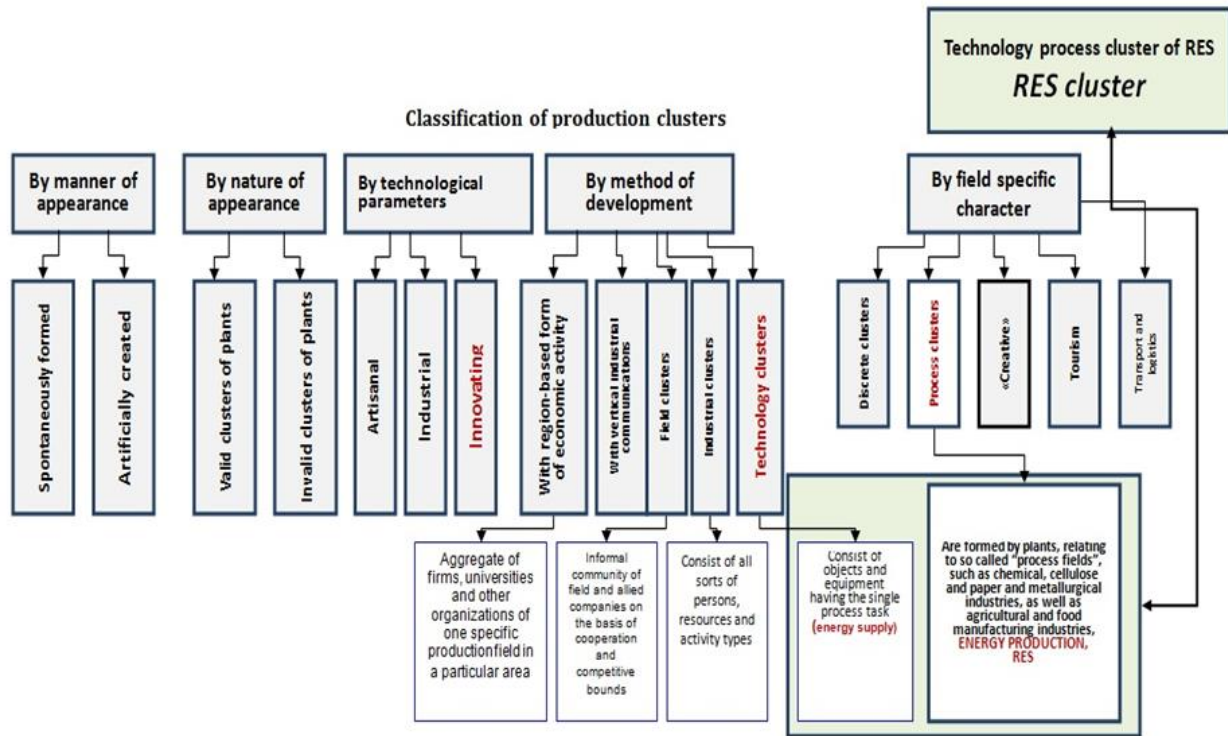 Technology process cluster of RES
RES cluster
Classification of production clusters
By manner of
appearance
By nature of
appearance
By technological
parameters
By method of
development
By field specific
character
Spontaneously formed
Artificially created
Valid clusters of plants
Invalid clusters of plants
Artisanal
Industrial
Innovating
With region-based form
of economic activity
With vertical industrial
communications
Field clusters
Industrial clusters
Technology clusters
Discrete clusters
Process clusters
«Creative»
Tourism
Transport and
logistics
Aggregate of
firms, universities
and other
organizations of
one specific
production field in
a particular area
Informal
community of
field and allied
companies on
the basis of
cooperation
and
competitive
bounds
Consist of all
sorts of
persons,
resources and
activity types
Consist of
objects and
equipment
having the single
process task
(energy supply)
Are formed by plants, relating
to so called "process fields",
such as chemical, cellulose
and paper and metallurgical
industries, as well as
agricultural and food
manufacturing industries,
ENERGY PRODUCTION,
RES